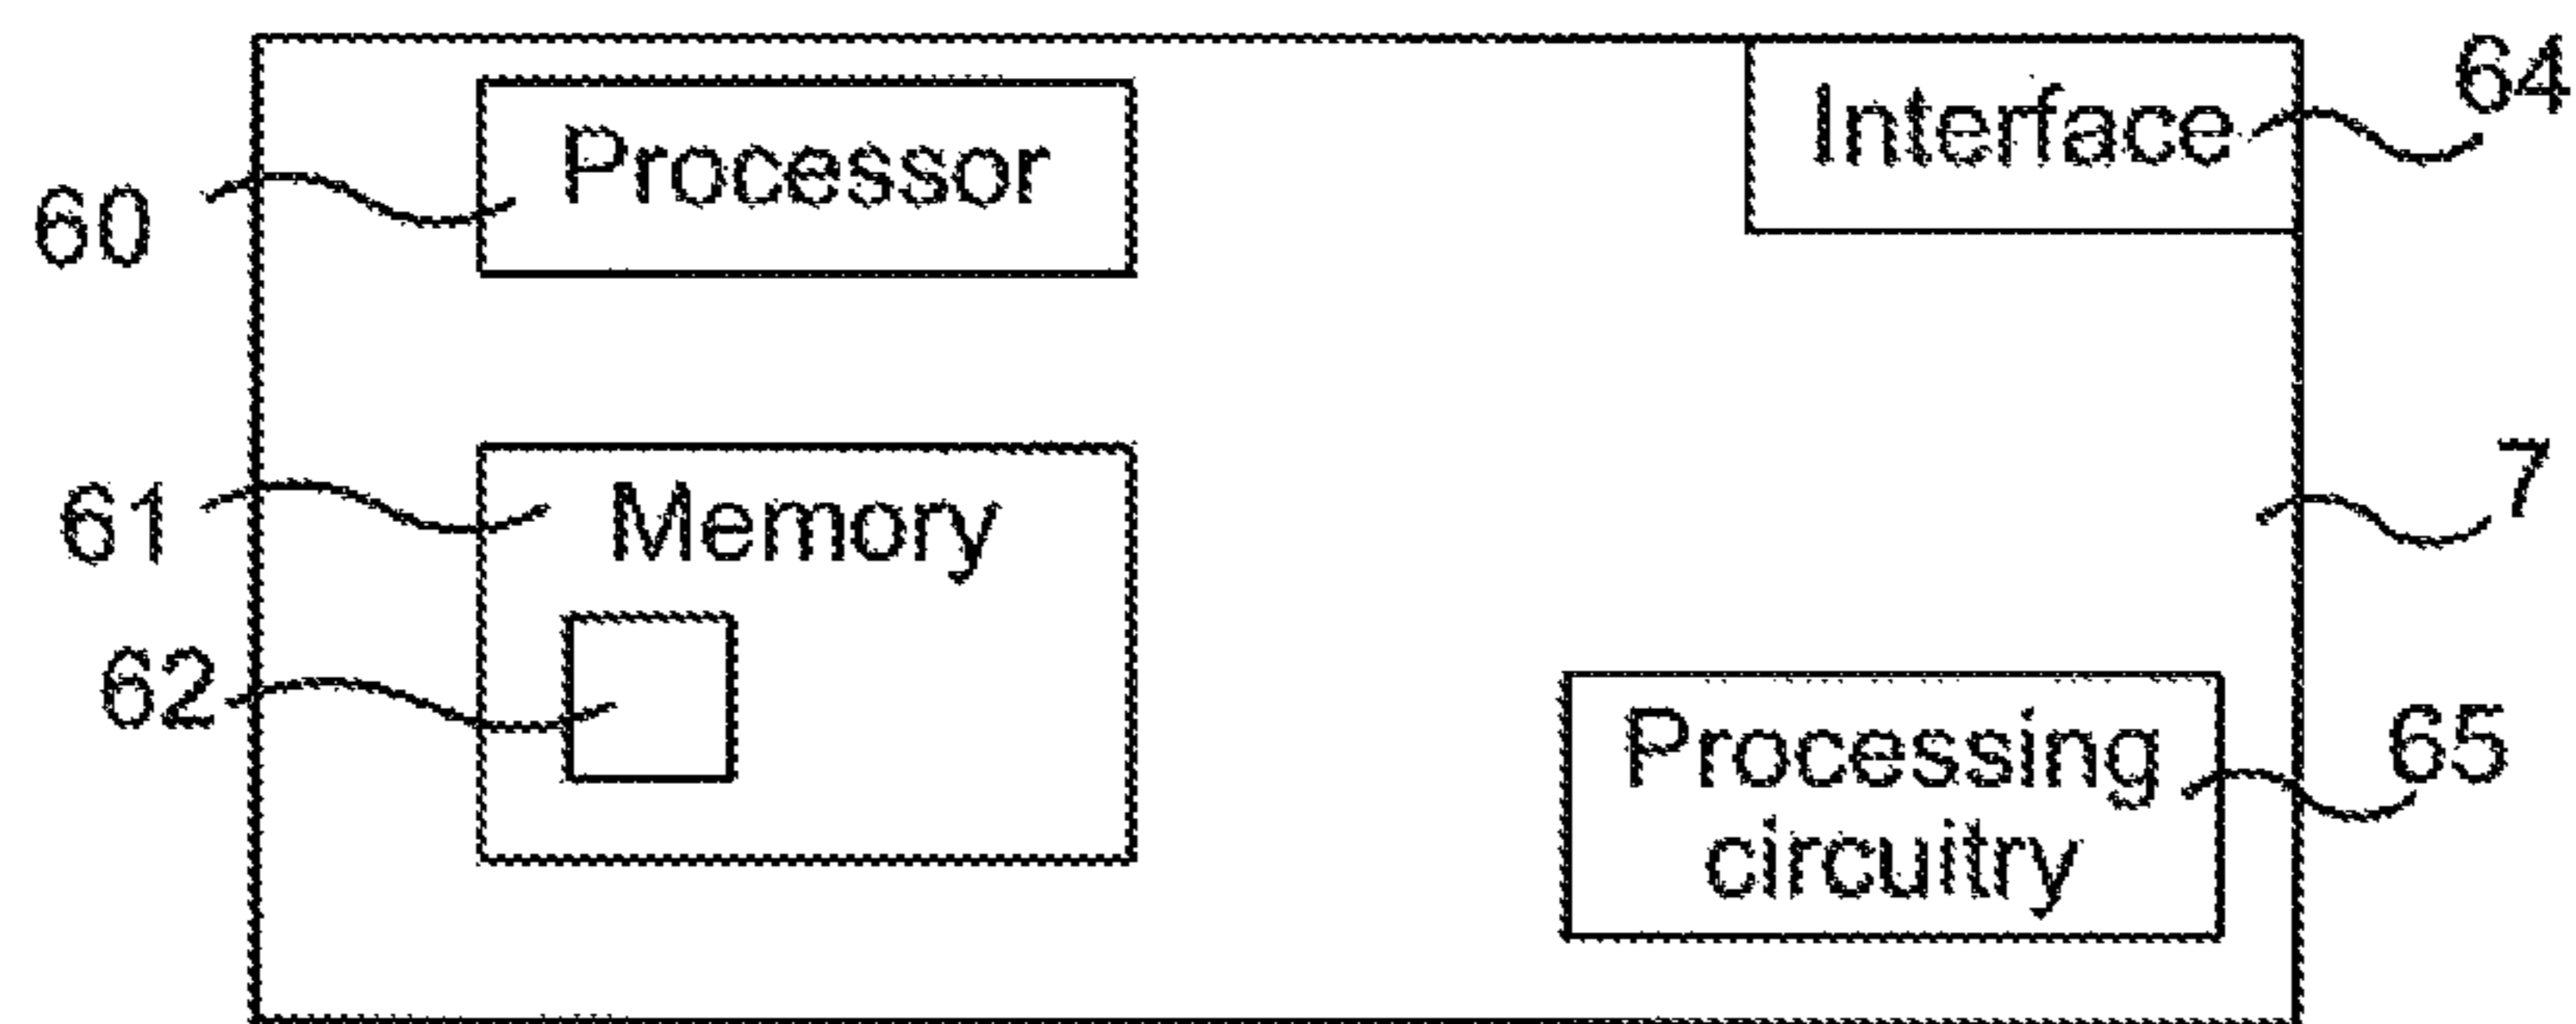 Processor
Interface
64
60
Memory
61
7
62
Processing
circuitry
65